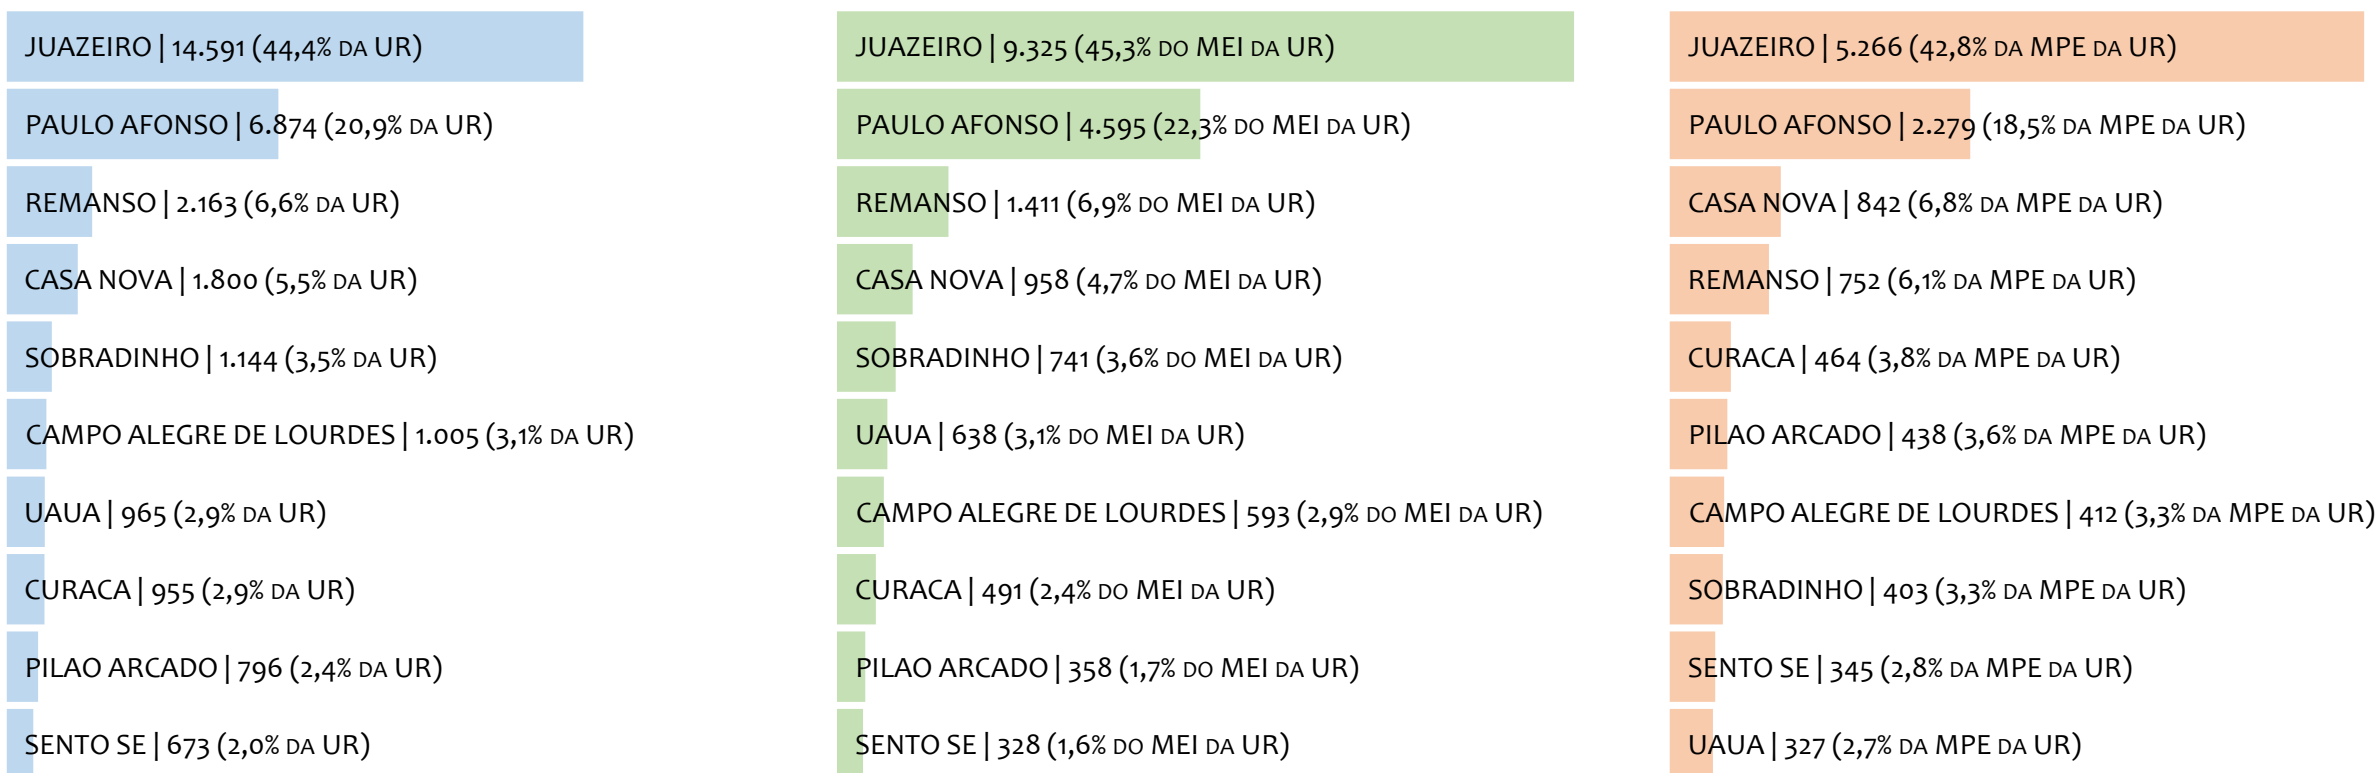 JUAZEIRO | 14.591 (44,4% DA UR)
PAULO AFONSO | 6.874 (20,9% DA UR)
REMANSO | 2.163 (6,6% DA UR)
CASA NOVA | 1.800 (5,5% DA UR)
SOBRADINHO | 1.144 (3,5% DA UR)
CAMPO ALEGRE DE LOURDES | 1.005 (3,1% DA UR)
UAUA | 965 (2,9% DA UR)
CURACA | 955 (2,9% DA UR)
PILAO ARCADO | 796 (2,4% DA UR)
SENTO SE | 673 (2,0% DA UR)
JUAZEIRO | 9.325 (45,3% DO MEI DA UR)
PAULO AFONSO | 4.595 (22,3% DO MEI DA UR)
REMANSO | 1.411 (6,9% DO MEI DA UR)
CASA NOVA | 958 (4,7% DO MEI DA UR)
SOBRADINHO | 741 (3,6% DO MEI DA UR)
UAUA | 638 (3,1% DO MEI DA UR)
CAMPO ALEGRE DE LOURDES | 593 (2,9% DO MEI DA UR)
CURACA | 491 (2,4% DO MEI DA UR)
PILAO ARCADO | 358 (1,7% DO MEI DA UR)
SENTO SE | 328 (1,6% DO MEI DA UR)
JUAZEIRO | 5.266 (42,8% DA MPE DA UR)
PAULO AFONSO | 2.279 (18,5% DA MPE DA UR)
CASA NOVA | 842 (6,8% DA MPE DA UR)
REMANSO | 752 (6,1% DA MPE DA UR)
CURACA | 464 (3,8% DA MPE DA UR)
PILAO ARCADO | 438 (3,6% DA MPE DA UR)
CAMPO ALEGRE DE LOURDES | 412 (3,3% DA MPE DA UR)
SOBRADINHO | 403 (3,3% DA MPE DA UR)
SENTO SE | 345 (2,8% DA MPE DA UR)
UAUA | 327 (2,7% DA MPE DA UR)